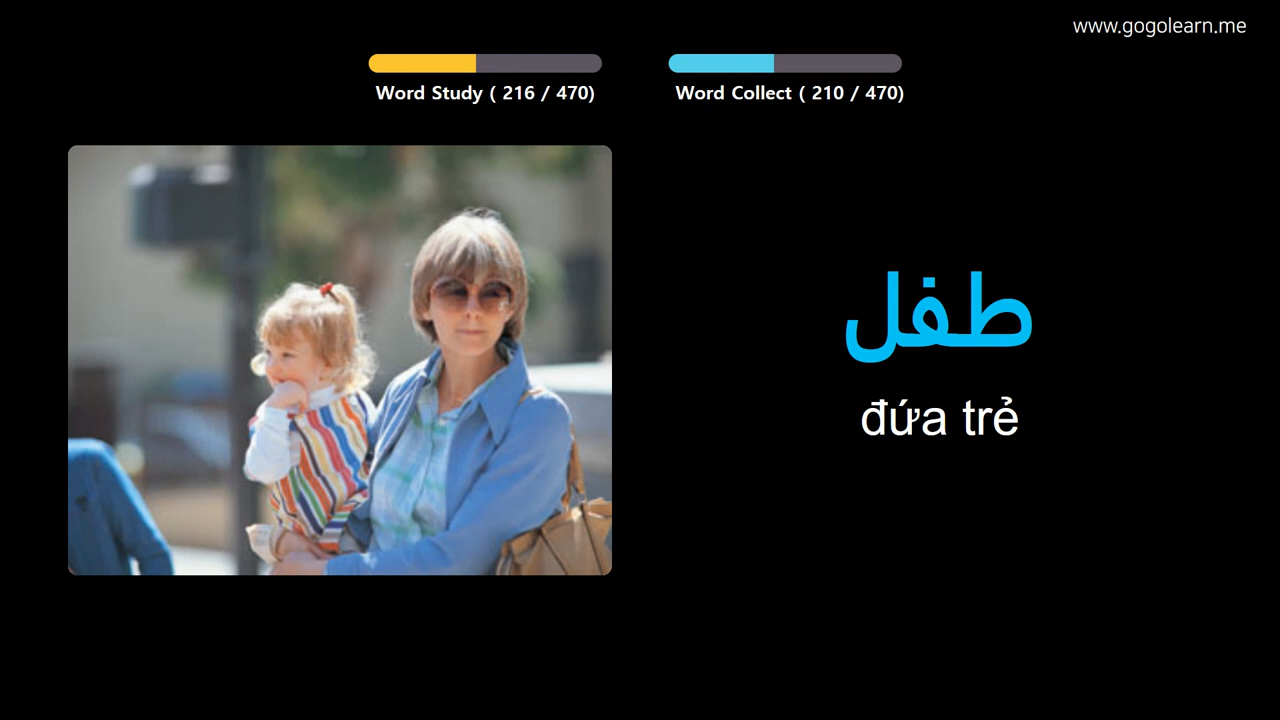 www.gogolearn.me
Word Study ( 216 / 470)
Word Collect ( 210 / 470)
طفل
đứa trẻ